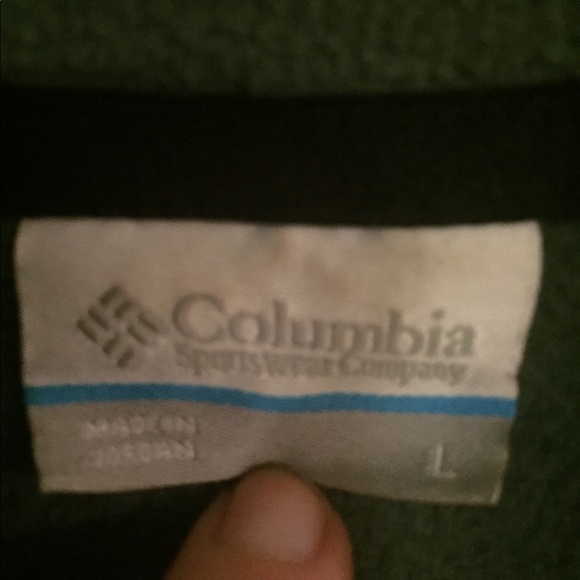 Columbia
Sportswear Company
MADE IN
JORDAN
L